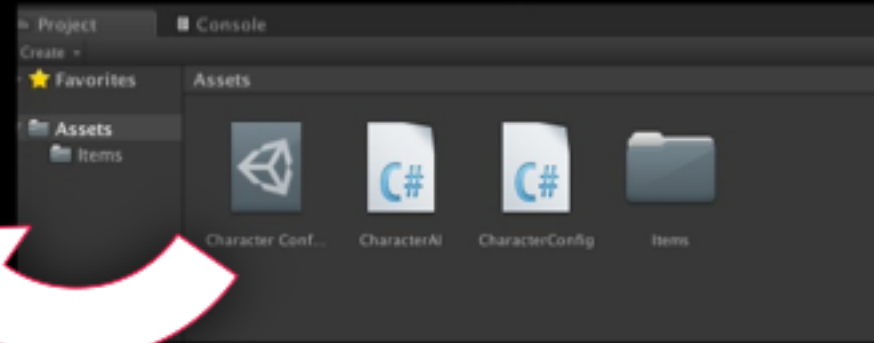 Project
Console
Create
Favorites
Assets
Assets
Items
C#
C#
Character Conf...
CharacterAI
CharacterConfig
Items